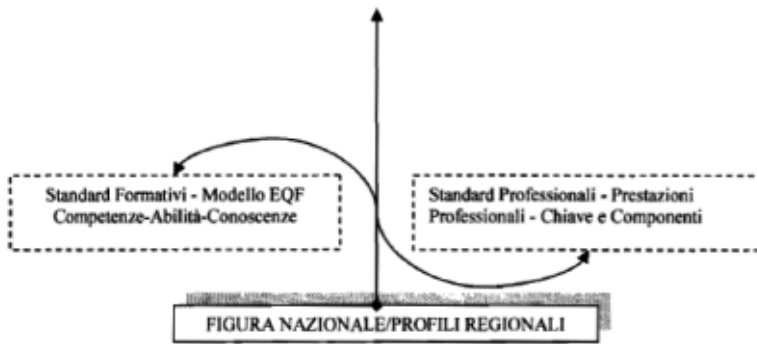 Standard Formativi - Modello EQF
Competenze-Abilità-Conoscenze
Standard Professionali - Prestazioni
Professionali - Chiave e Componenti
FIGURA NAZIONALE/PROFILI REGIONALI